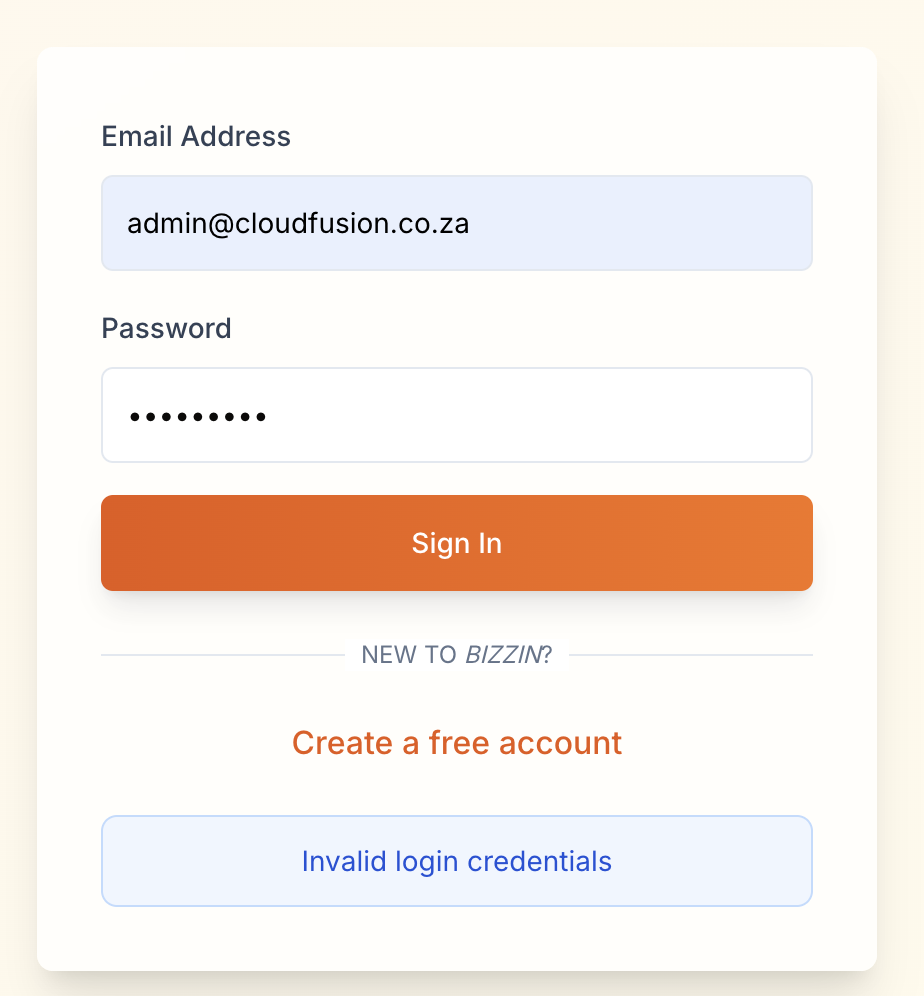 Email Address
admin@cloudfusion.co.za
Password
•••••••••
Sign In
NEW TO BIZZIN?
Create a free account
Invalid login credentials